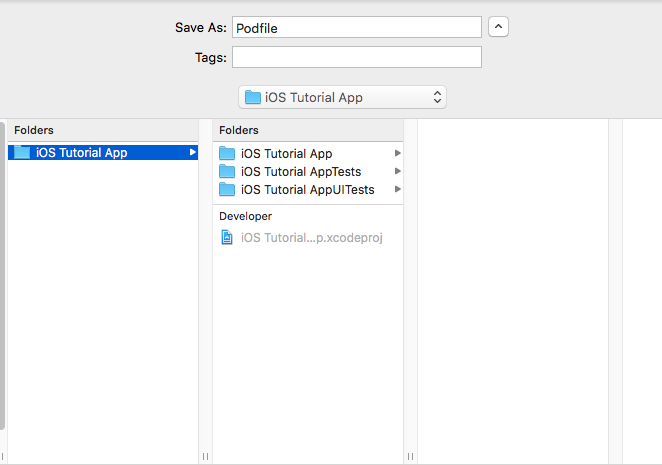 Save As: Podfile
Tags:
iOS Tutorial App
Folders
iOS Tutorial App
Folders
iOS Tutorial App
iOS Tutorial AppTests
iOS Tutorial AppUITests
Developer
iOS Tutorial...p.xcodeproj